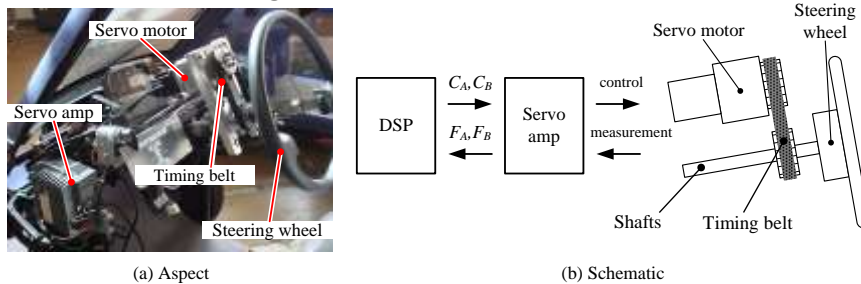 Servo motor
Servo amp
Timing belt
Steering wheel
(a) Aspect
Steering
wheel
Servo motor
C_A, C_B
control
DSP
Servo
amp
F_A, F_B
measurement
Shafts
Timing belt
(b) Schematic